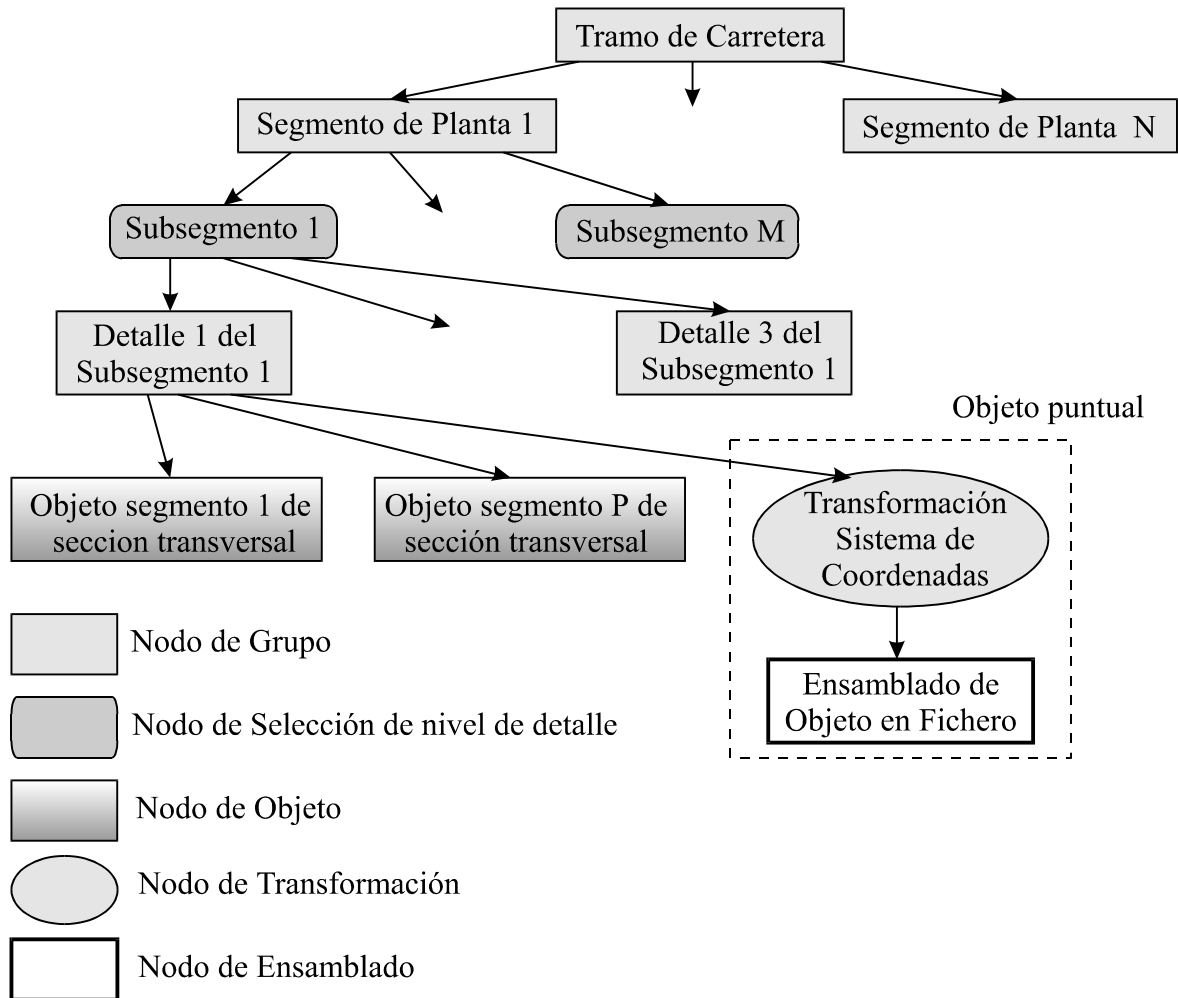 Tramo de Carretera
Segmento de Planta 1
Segmento de Planta N
Subsegmento 1
Subsegmento M
Detalle 1 del
Subsegmento 1
Detalle 3 del
Subsegmento 1
Objeto puntual
Objeto segmento 1 de
seccion transversal
Objeto segmento P de
sección transversal
Transformación
Sistema de
Coordenadas
Ensamblado de
Objeto en Fichero
Nodo de Grupo
Nodo de Selección de nivel de detalle
Nodo de Objeto
Nodo de Transformación
Nodo de Ensamblado